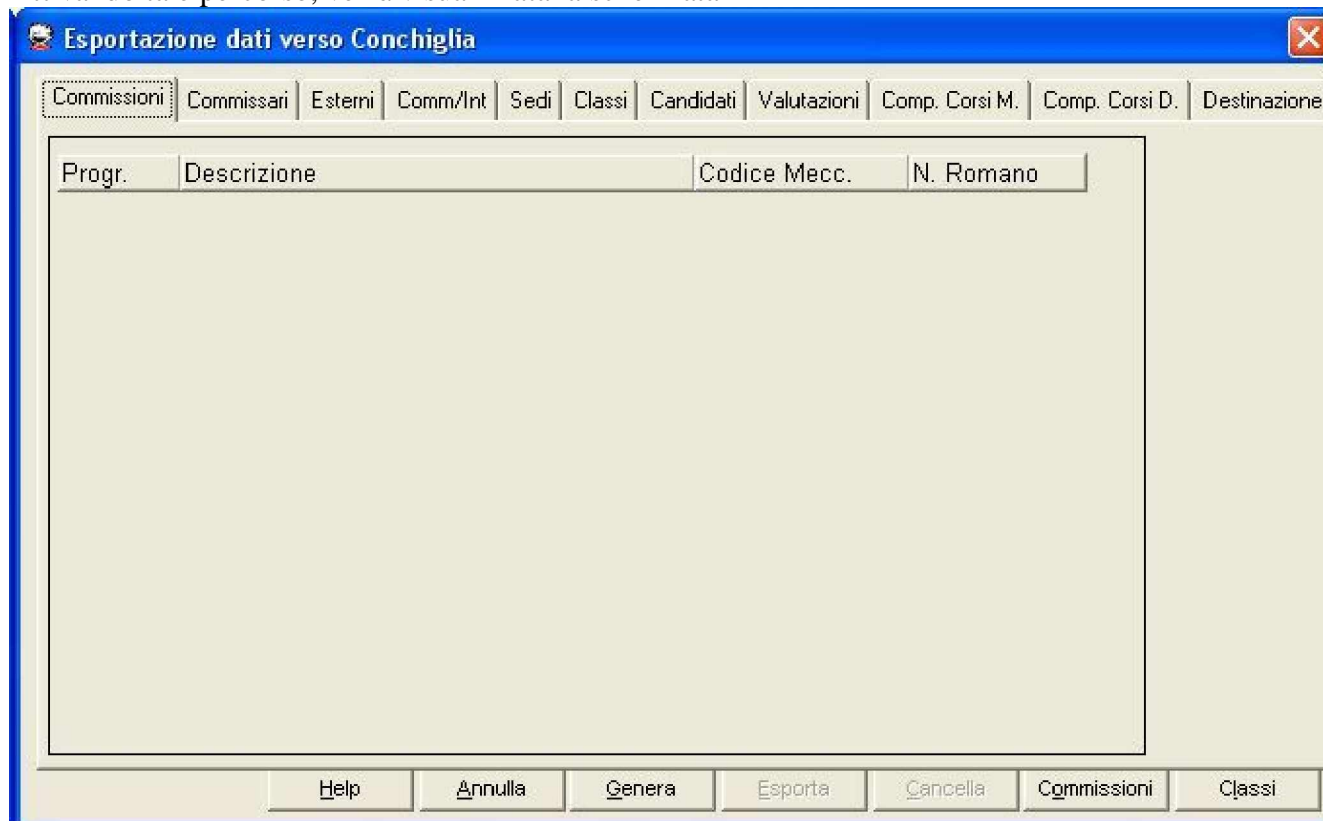 Esportazione dati verso Conchiglia
Commissioni Commissari Esterni Comm/Int Sedi Classi Candidati Valutazioni Comp. Corsi M. Comp. Corsi D. Destinazione
Progr. Descrizione Codice Mecc. N. Romano
Help Annulla Genera Esporta Cancella Commissioni Classi